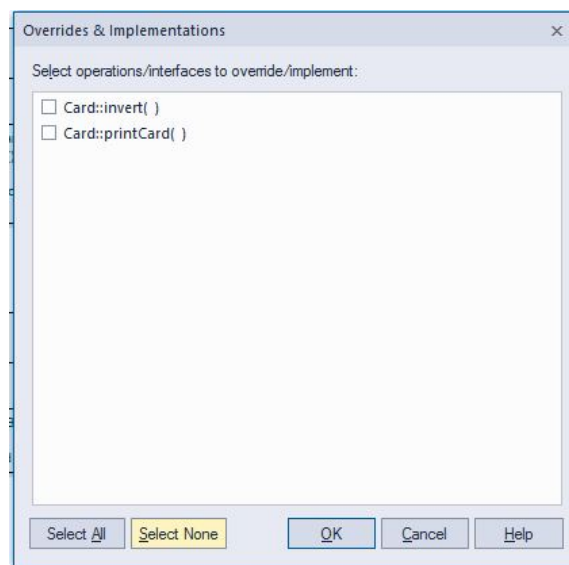 Overrides & Implementations
Select operations/interfaces to override/implement:
Card::invert( )
Card::printCard( )
Select All Select None OK Cancel Help